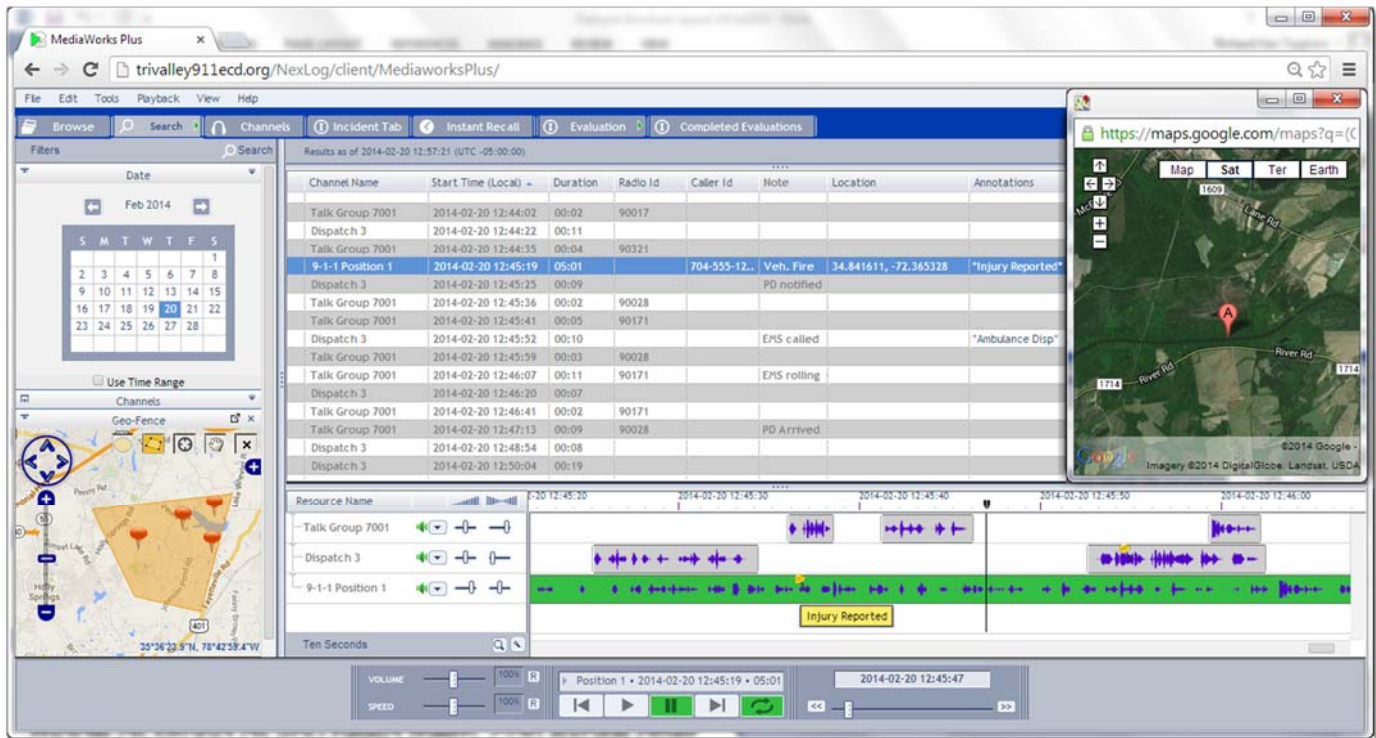 MediaWorks Plus
trivalley911ecd.org/NexLog/client/MediaworksPlus/
File Edit Tools Playback View Help
Browse Search Channels Incident Tab Instant Recall Evaluation Completed Evaluations
Filters Search
Results as of 2014-02-20 12:57:21 (UTC -05:00:00)
Date
Feb 2014
S M T W T F S
1
2 3 4 5 6 7 8
9 10 11 12 13 14 15
16 17 18 19 20 21 22
23 24 25 26 27 28
Use Time Range
Channels
Geo-Fence
Penny Rd
Holly Springs
401
35°36'23.9"N, 78°42'59.4"W
Channel Name Start Time (Local) Duration Radio Id Caller Id Note Location Annotations
Talk Group 7001 2014-02-20 12:44:02 00:02 90017
Dispatch 3 2014-02-20 12:44:22 00:11
Talk Group 7001 2014-02-20 12:44:35 00:04 90321
9-1-1 Position 1 2014-02-20 12:45:19 05:01 704-555-12.. Veh. Fire 34.841611, -72.365328 "Injury Reported"
Dispatch 3 2014-02-20 12:45:25 00:09 PD notified
Talk Group 7001 2014-02-20 12:45:36 00:02 90028
Talk Group 7001 2014-02-20 12:45:41 00:05 90171
Dispatch 3 2014-02-20 12:45:52 00:10 EMS called "Ambulance Disp"
Talk Group 7001 2014-02-20 12:45:59 00:03 90028
Talk Group 7001 2014-02-20 12:46:07 00:11 90171 EMS rolling
Dispatch 3 2014-02-20 12:46:20 00:07
Talk Group 7001 2014-02-20 12:46:41 00:02 90171
Talk Group 7001 2014-02-20 12:47:13 00:09 90028 PD Arrived
Dispatch 3 2014-02-20 12:48:54 00:08
Dispatch 3 2014-02-20 12:50:04 00:19
https://maps.google.com/maps?q=(
Map Sat Ter Earth
1609
Lane Rd
A
River Rd
1714
River Rd
1714
Google
©2014 Google -
Imagery ©2014 DigitalGlobe, Landsat, USDA
Resource Name
-20 12:45:20 2014-02-20 12:45:30 2014-02-20 12:45:40 2014-02-20 12:45:50 2014-02-20 12:46:00
Talk Group 7001
Dispatch 3
9-1-1 Position 1
Injury Reported
Ten Seconds
VOLUME 100% R
SPEED 100% R
Position 1 • 2014-02-20 12:45:19 • 05:01
2014-02-20 12:45:47
<< >>